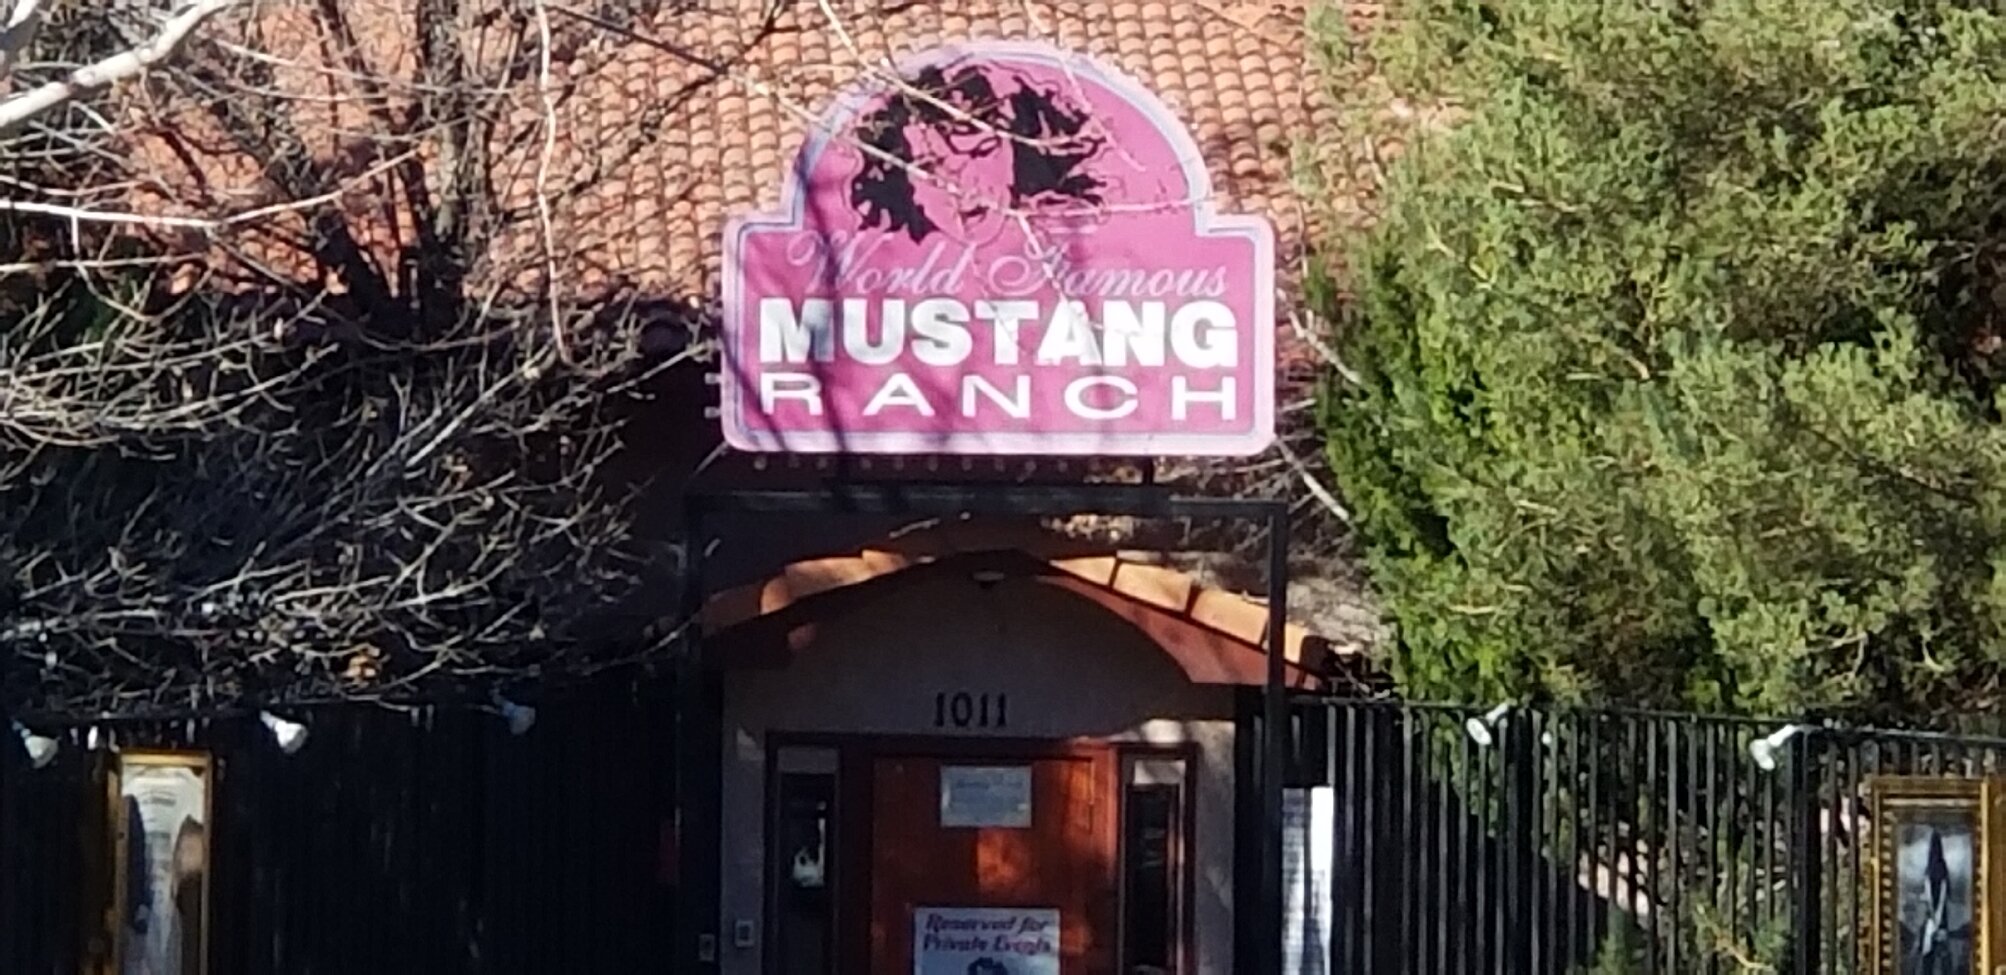 World Famous
MUSTANG
RANCH
1011
Reserved for
Private Events